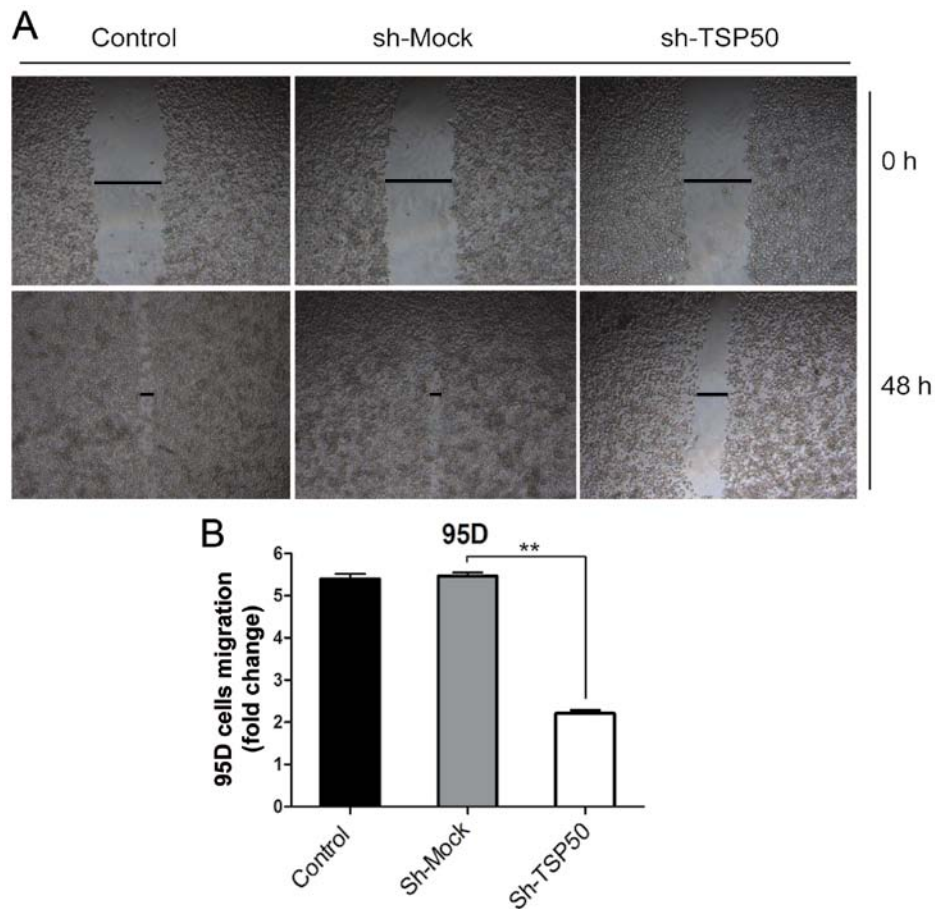 A
Control sh-Mock sh-TSP50
0 h
48 h
B
95D
**
95D cells migration
(fold change)
6
5
4
3
2
1
0
Control
Sh-Mock
Sh-TSP50